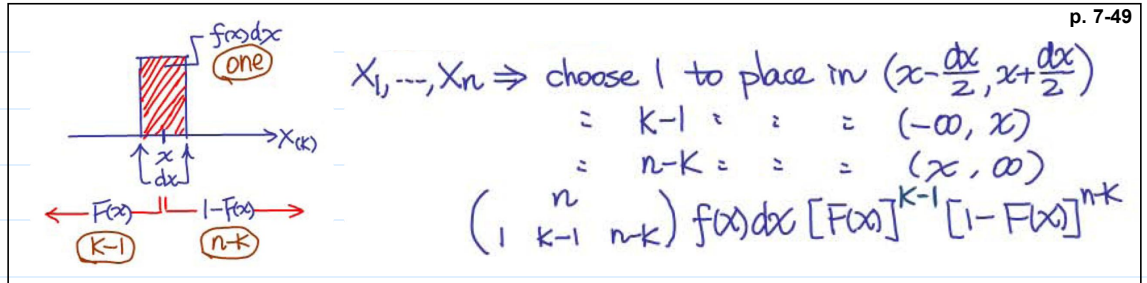 p. 7-49
f(x)dx
one
X₁, ---, Xn ⇒ choose 1 to place in (x-dx/2, x+dx/2)
= k-1 = = = (-∞, x)
= n-k = = = (x, ∞)
X(k)
x
dx
F(x) 1-F(x)
k-1 n-k
(n
1 k-1 n-k) f(x)dx [F(x)]^{k-1} [1-F(x)]^{n-k}